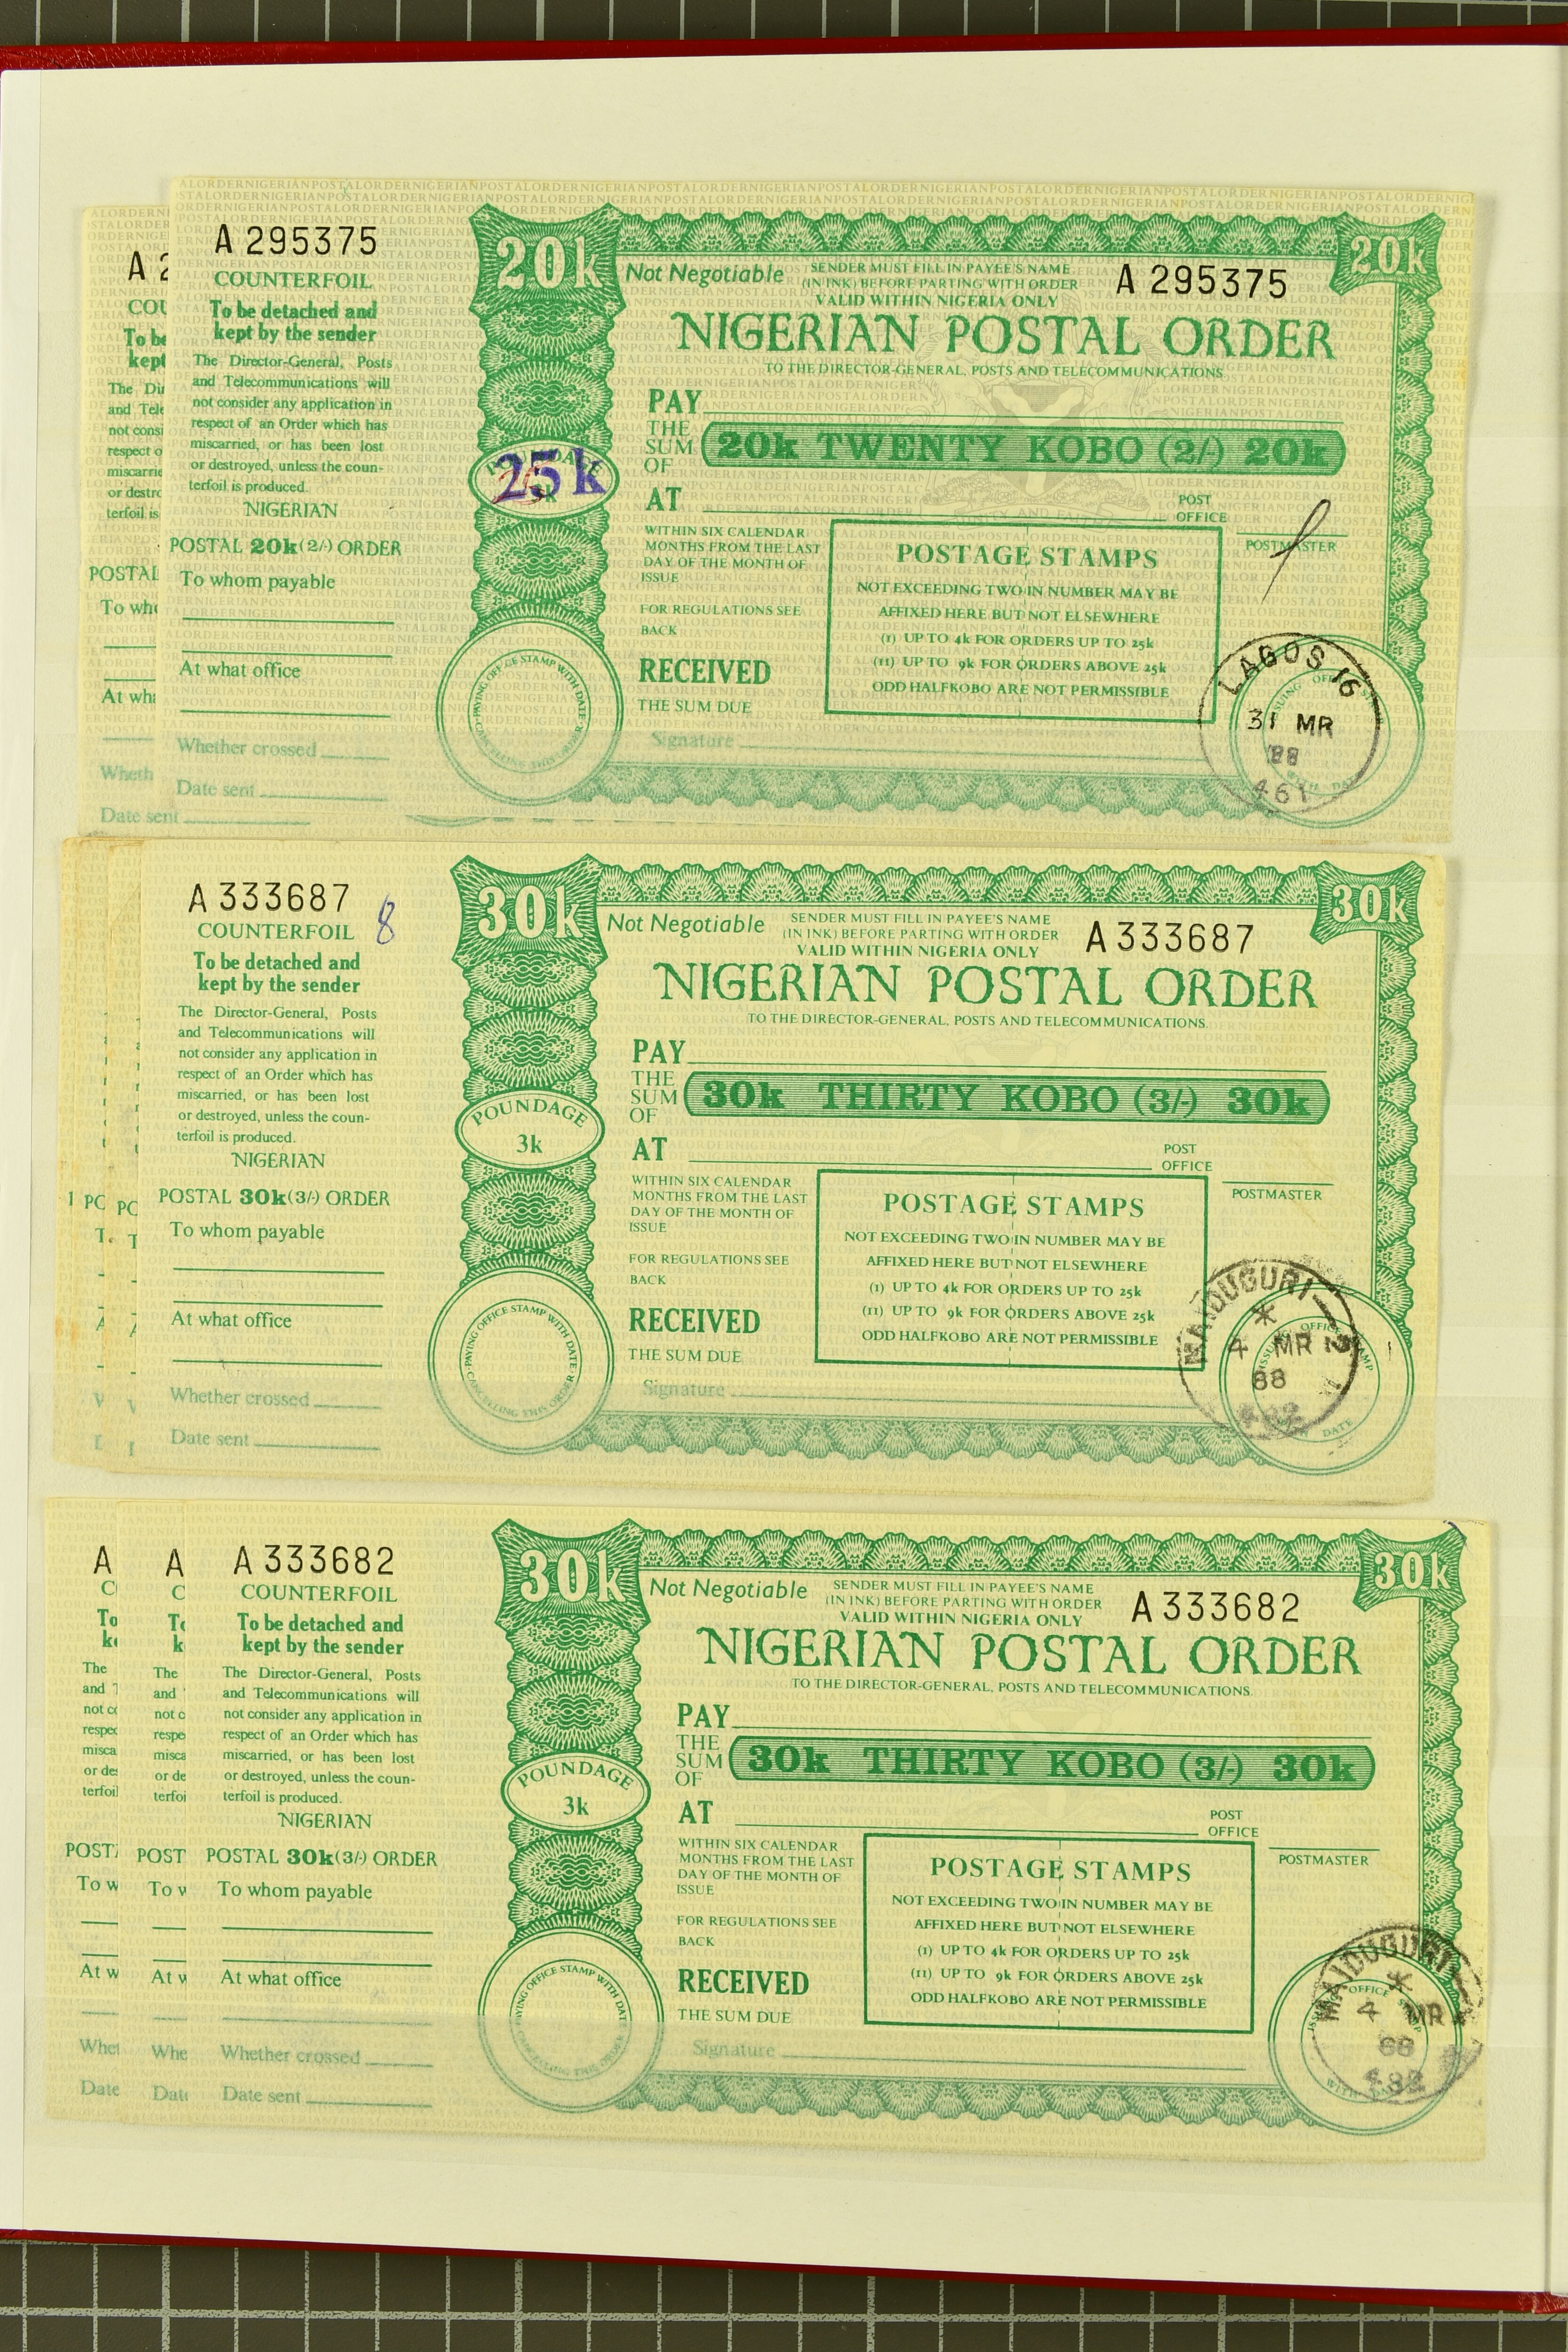 A 295375
COUNTERFOIL
To be detached and
kept by the sender
The Director-General, Posts
and Telecommunications will
not consider any application in
respect of an Order which has
miscarried, or has been lost
or destroyed, unless the coun-
terfoil is produced.
NIGERIAN
POSTAL 20k (2/-) ORDER
To whom payable
At what office
Whether crossed
Date sent
20k
Not Negotiable
SENDER MUST FILL IN PAYEE'S NAME
(IN INK) BEFORE PARTING WITH ORDER
VALID WITHIN NIGERIA ONLY
A 295375
20k
NIGERIAN POSTAL ORDER
TO THE DIRECTOR-GENERAL, POSTS AND TELECOMMUNICATIONS
PAY
THE SUM OF
20k TWENTY KOBO (2/) 20k
25k
AT
POST OFFICE
POSTMASTER
WITHIN SIX CALENDAR
MONTHS FROM THE LAST
DAY OF THE MONTH OF
ISSUE
FOR REGULATIONS SEE
BACK
RECEIVED
THE SUM DUE
Signature
POSTAGE STAMPS
NOT EXCEEDING TWO IN NUMBER MAY BE
AFFIXED HERE BUT NOT ELSEWHERE
(I) UP TO 4k FOR ORDERS UP TO 25k
(II) UP TO 9k FOR ORDERS ABOVE 25k
ODD HALFKOBO ARE NOT PERMISSIBLE
PAYING OFFICE STAMP WITH DATE
CANCELLING THIS ORDER
LAGOS 16
31 MR
88
461
A 333687
8
COUNTERFOIL
To be detached and
kept by the sender
The Director-General, Posts
and Telecommunications will
not consider any application in
respect of an Order which has
miscarried, or has been lost
or destroyed, unless the coun-
terfoil is produced.
NIGERIAN
POSTAL 30k (3/-) ORDER
To whom payable
At what office
Whether crossed
Date sent
30k
Not Negotiable
SENDER MUST FILL IN PAYEE'S NAME
(IN INK) BEFORE PARTING WITH ORDER
VALID WITHIN NIGERIA ONLY
A 333687
30k
NIGERIAN POSTAL ORDER
TO THE DIRECTOR-GENERAL, POSTS AND TELECOMMUNICATIONS.
PAY
THE SUM OF
30k THIRTY KOBO (3/-) 30k
POUNDAGE
3k
AT
POST OFFICE
POSTMASTER
WITHIN SIX CALENDAR
MONTHS FROM THE LAST
DAY OF THE MONTH OF
ISSUE
FOR REGULATIONS SEE
BACK
RECEIVED
THE SUM DUE
Signature
POSTAGE STAMPS
NOT EXCEEDING TWO IN NUMBER MAY BE
AFFIXED HERE BUT NOT ELSEWHERE
(I) UP TO 4k FOR ORDERS UP TO 25k
(II) UP TO 9k FOR ORDERS ABOVE 25k
ODD HALFKOBO ARE NOT PERMISSIBLE
PAYING OFFICE STAMP WITH DATE
CANCELLING THIS ORDER
MAIDUGURI
4 MR
88
A 333682
COUNTERFOIL
To be detached and
kept by the sender
The Director-General, Posts
and Telecommunications will
not consider any application in
respect of an Order which has
miscarried, or has been lost
or destroyed, unless the coun-
terfoil is produced.
NIGERIAN
POSTAL 30k (3/-) ORDER
To whom payable
At what office
Whether crossed
Date sent
30k
Not Negotiable
SENDER MUST FILL IN PAYEE'S NAME
(IN INK) BEFORE PARTING WITH ORDER
VALID WITHIN NIGERIA ONLY
A 333682
30k
NIGERIAN POSTAL ORDER
TO THE DIRECTOR-GENERAL, POSTS AND TELECOMMUNICATIONS.
PAY
THE SUM OF
30k THIRTY KOBO (3/-) 30k
POUNDAGE
3k
AT
POST OFFICE
POSTMASTER
WITHIN SIX CALENDAR
MONTHS FROM THE LAST
DAY OF THE MONTH OF
ISSUE
FOR REGULATIONS SEE
BACK
RECEIVED
THE SUM DUE
Signature
POSTAGE STAMPS
NOT EXCEEDING TWO IN NUMBER MAY BE
AFFIXED HERE BUT NOT ELSEWHERE
(I) UP TO 4k FOR ORDERS UP TO 25k
(II) UP TO 9k FOR ORDERS ABOVE 25k
ODD HALFKOBO ARE NOT PERMISSIBLE
MAIDUGURI
4 MR
88
482